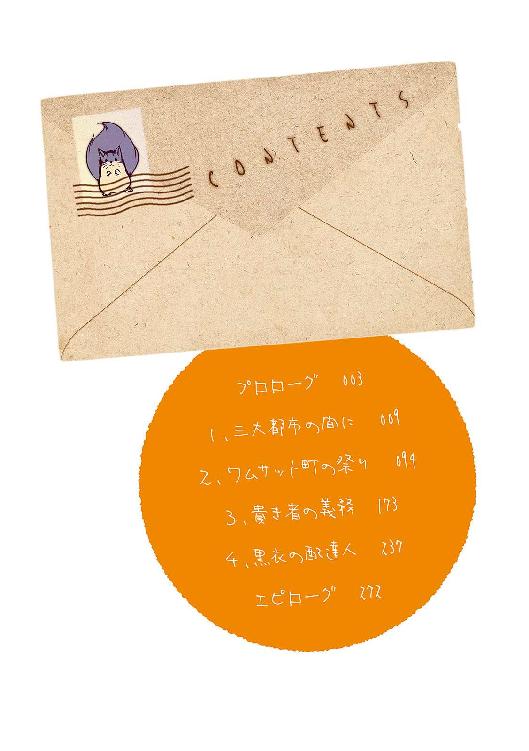 CONTENTS
プロローグ 003
1、三大都市の間に 009
2、ワムサット町の祭り 094
3、貴き者の義務 173
4、黒衣の配達人 237
エピローグ 272